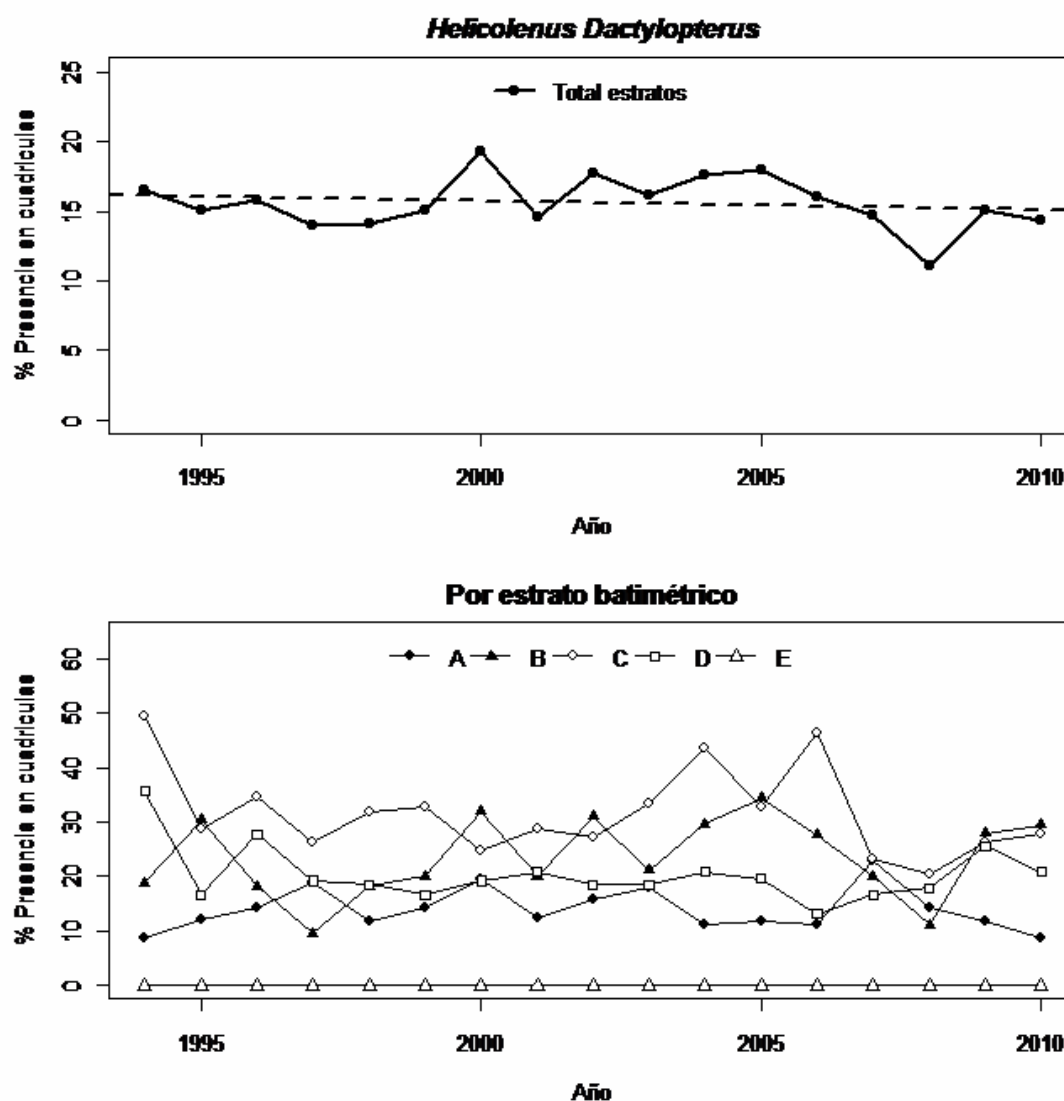 Helicolenus Dactylopterus
Total estratos
% Presencia en cuadrículas
25
20
15
10
5
0
1995 2000 2005 2010
Año
Por estrato batimétrico
A B C D E
% Presencia en cuadrículas
60
50
40
30
20
10
0
1995 2000 2005 2010
Año